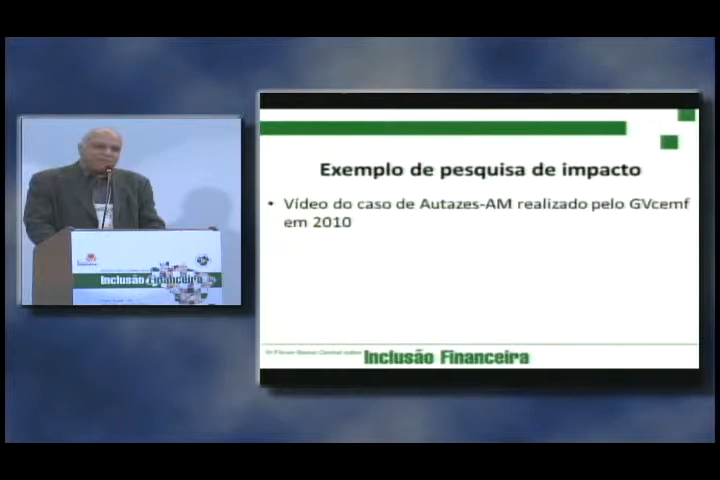 Exemplo de pesquisa de impacto
• Vídeo do caso de Autazes-AM realizado pelo GVcemf
em 2010
Inclusão Financeira
Inclusão Financeira